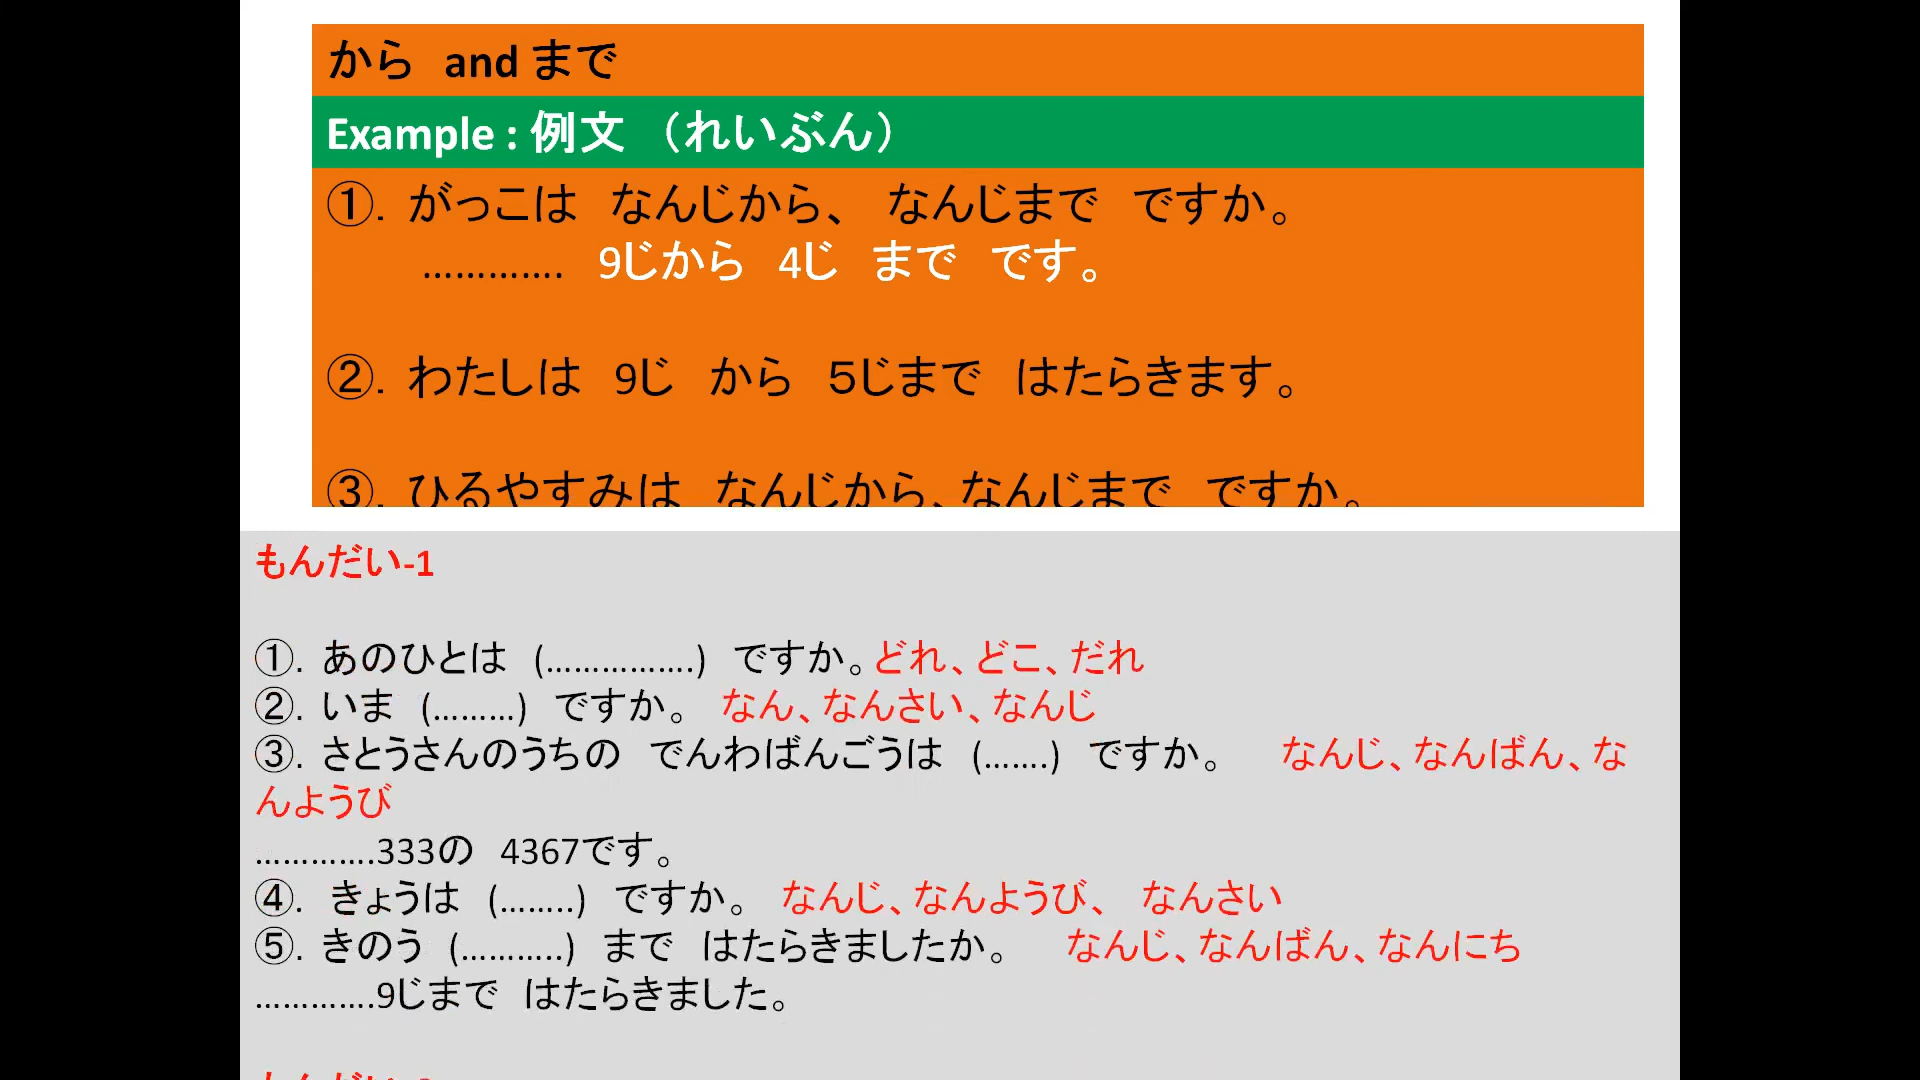 から and まで
Example : 例文 （れいぶん）
①. がっこは なんじから、 なんじまで ですか。
…………. 9じから 4じ まで です。
②. わたしは 9じ から 5じまで はたらきます。
③. ひるやすみは なんじから、なんじまで ですか。
もんだい-1
①. あのひとは (…………….) ですか。どれ、どこ、だれ
②. いま (………) ですか。 なん、なんさい、なんじ
③. さとうさんのうちの でんわばんごうは (…….) ですか。 なんじ、なんばん、な
んようび
………….333の 4367です。
④. きょうは (……..) ですか。 なんじ、なんようび、 なんさい
⑤. きのう (………..) まで はたらきましたか。 なんじ、なんばん、なんにち
………….9じまで はたらきました。